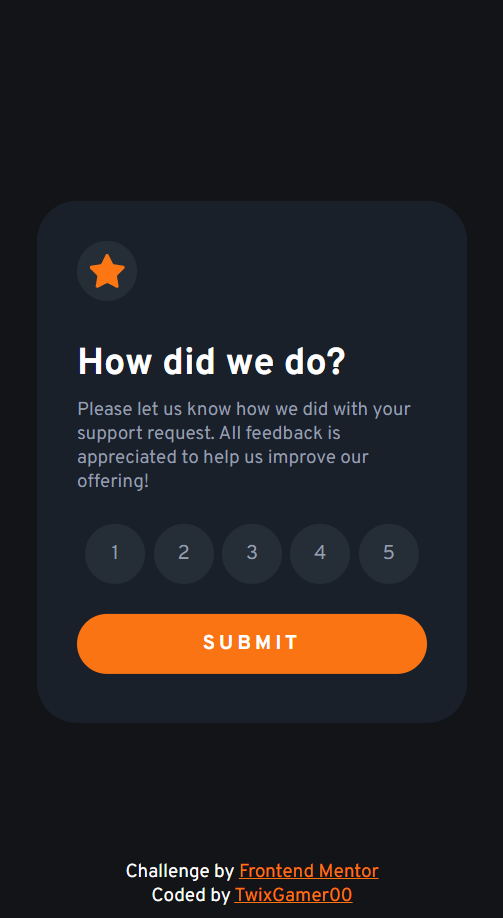 How did we do?
Please let us know how we did with your
support request. All feedback is
appreciated to help us improve our
offering!
1 2 3 4 5
SUBMIT
Challenge by Frontend Mentor
Coded by TwixGamer00